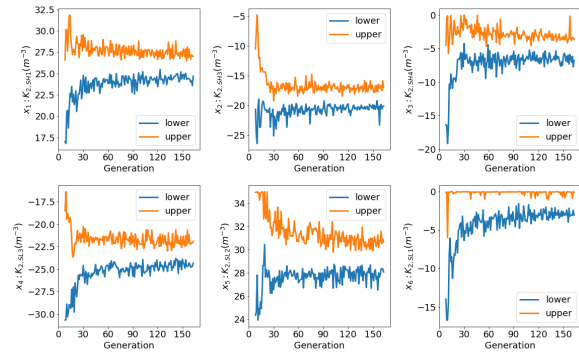 x₁ : K₂,SH1(m⁻³)
32.5
30.0
27.5
25.0
22.5
20.0
17.5
lower
upper
0 30 60 90 120 150
Generation
x₂ : K₂,SH3(m⁻³)
−5
−10
−15
−20
−25
lower
upper
0 30 60 90 120 150
Generation
x₃ : K₂,SH4(m⁻³)
0
−5
−10
−15
−20
lower
upper
0 30 60 90 120 150
Generation
x₄ : K₂,SL3(m⁻³)
−17.5
−20.0
−22.5
−25.0
−27.5
−30.0
lower
upper
0 30 60 90 120 150
Generation
x₅ : K₂,SL2(m⁻³)
34
32
30
28
26
24
lower
upper
0 30 60 90 120 150
Generation
x₆ : K₂,SL1(m⁻³)
0
−5
−10
−15
lower
upper
0 30 60 90 120 150
Generation